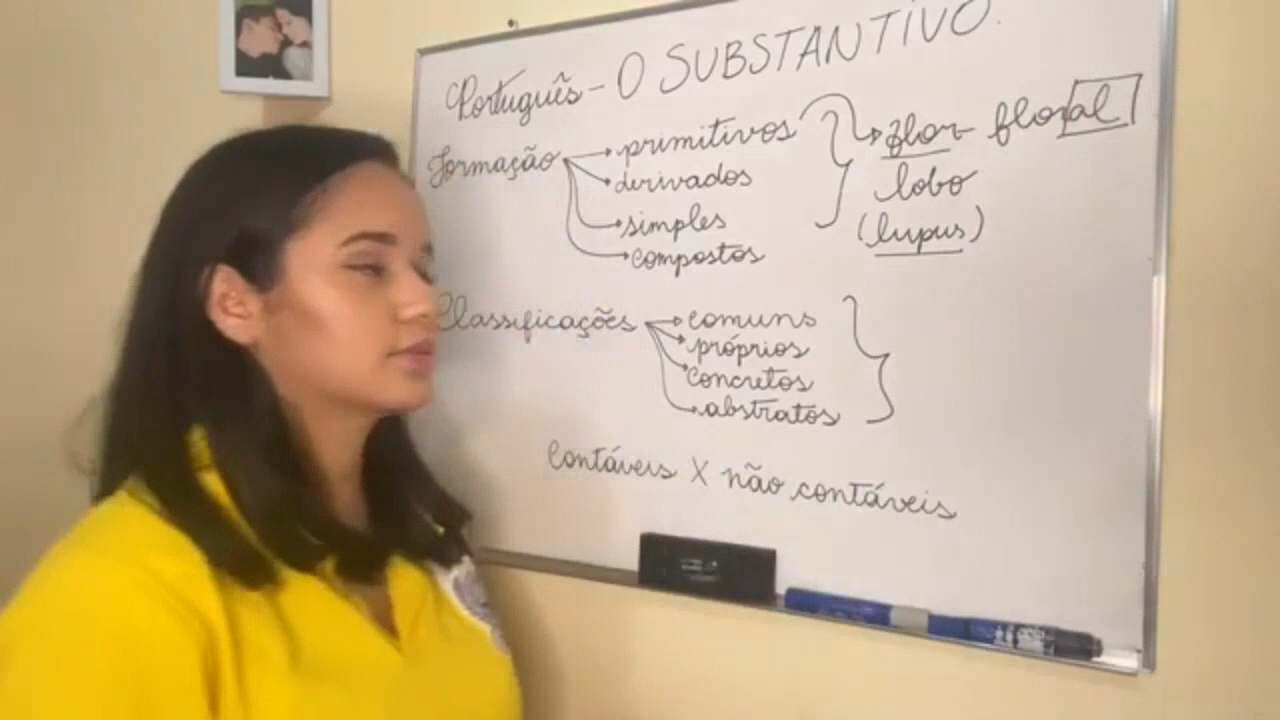 Português - O SUBSTANTIVO.
Formação
primitivos
derivados
simples
compostos
flor floral
lobo
(lupus)
Classificações
comuns
próprios
concretos
abstratos
Contáveis X não contáveis